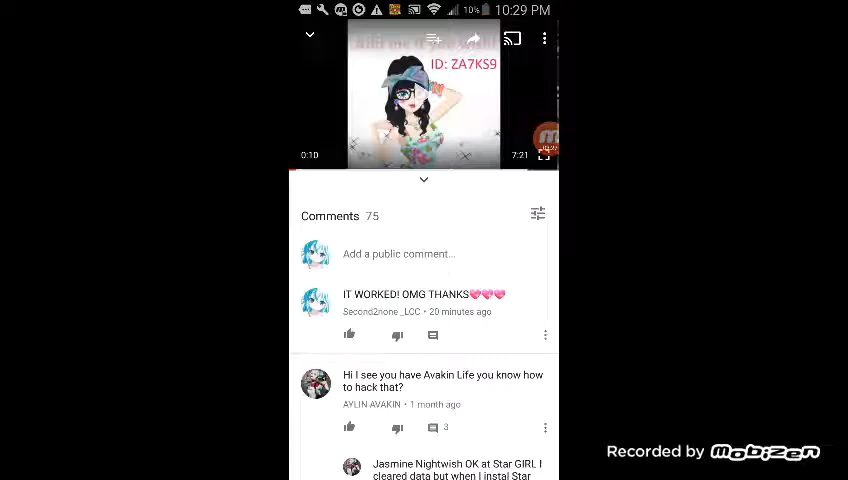 10% 10:29 PM
ID: ZA7KS9
0:10
7:21
Comments 75
Add a public comment...
IT WORKED! OMG THANKS💖💖💖
Second2none_LCC • 20 minutes ago
Hi I see you have Avakin Life you know how
to hack that?
AYLIN AVAKIN • 1 month ago
3
Jasmine Nightwish OK at Star GIRL I
cleared data but when I instal Star
Recorded by mobizen